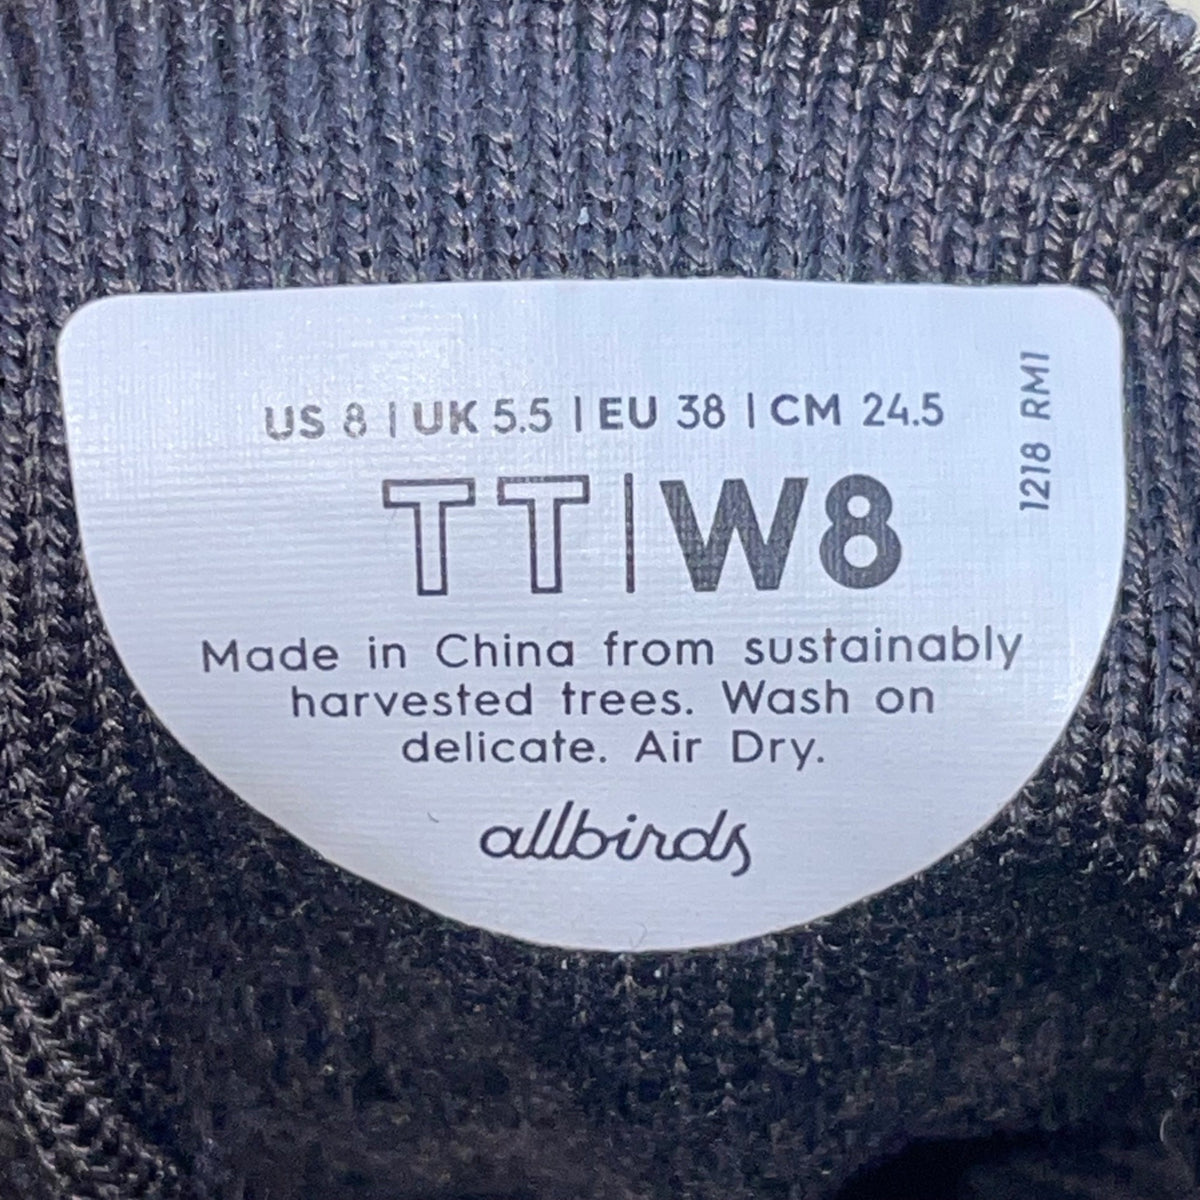 US 8 | UK 5.5 | EU 38 | CM 24.5
TT|W8
Made in China from sustainably
harvested trees. Wash on
delicate. Air Dry.
allbirds
1218 RM1